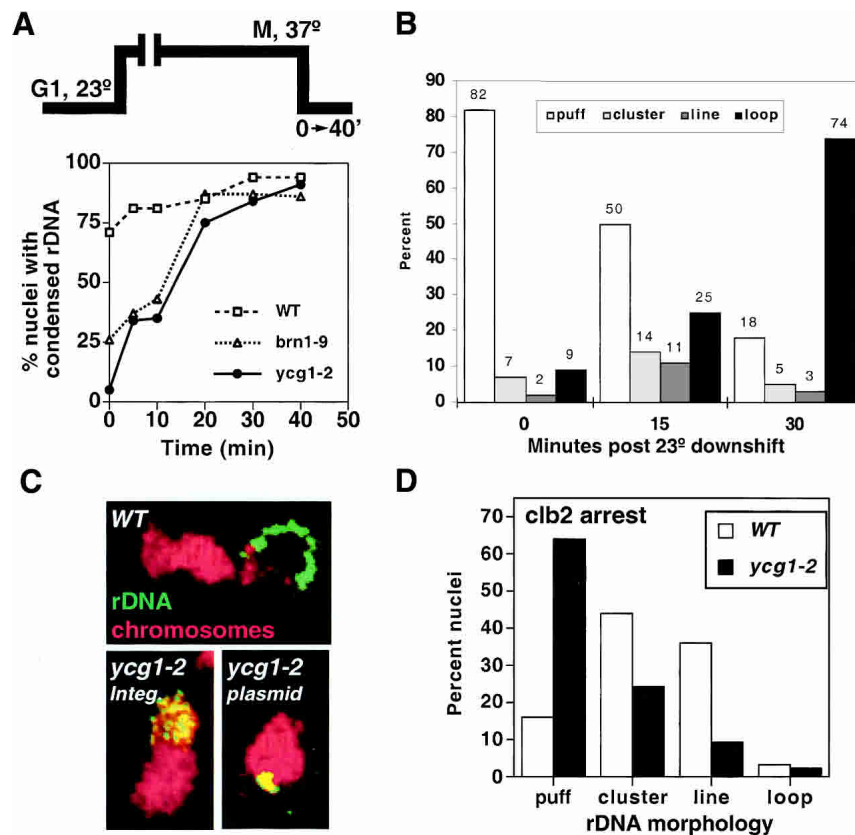 A
M, 37º
G1, 23º
0→40'
100
75
50
25
0
% nuclei with
condensed rDNA
WT
brn1-9
ycg1-2
0 10 20 30 40 50
Time (min)
B
90
80
70
60
50
40
30
20
10
0
Percent
puff cluster line loop
82
7
2
9
50
14
11
25
18
5
3
74
0 15 30
Minutes post 23º downshift
C
WT
rDNA
chromosomes
ycg1-2
Integ.
ycg1-2
plasmid
D
clb2 arrest
WT
ycg1-2
70
60
50
40
30
20
10
0
Percent nuclei
puff cluster line loop
rDNA morphology